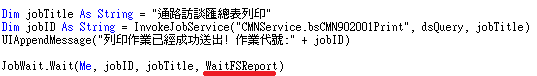 Dim jobTitle As String = "通路訪談匯總表列印"
Dim jobID As String = InvokeJobService("CMNService.bsCMN902001Print", dsQuery, jobTitle)
UIAppendMessage("列印作業已經成功送出! 作業代號:" + jobID)
JobWait.Wait(Me, jobID, jobTitle, WaitFSReport)